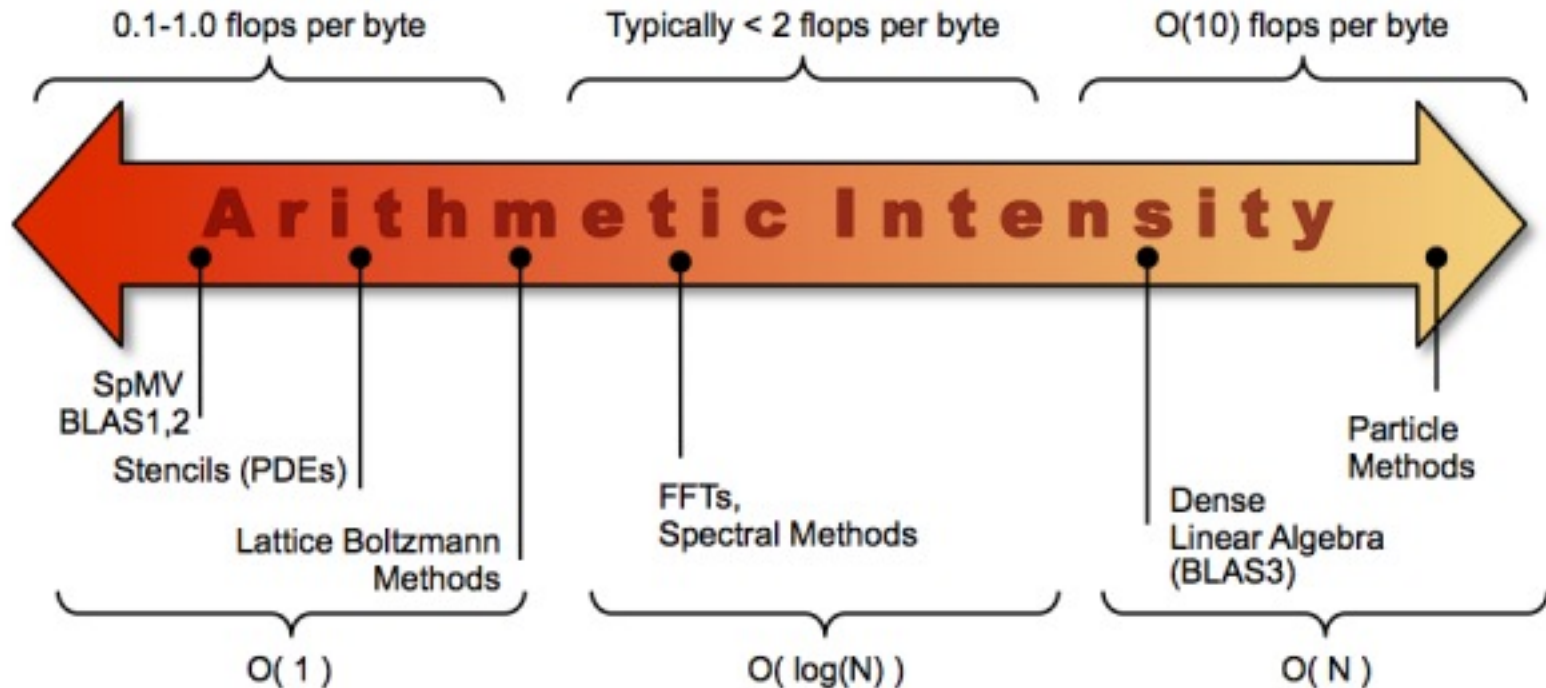 0.1-1.0 flops per byte
Typically < 2 flops per byte
O(10) flops per byte
Arithmetic Intensity
SpMV
BLAS1,2
Stencils (PDEs)
Lattice Boltzmann
Methods
FFTs,
Spectral Methods
Dense
Linear Algebra
(BLAS3)
Particle
Methods
O( 1 )
O( log(N) )
O( N )